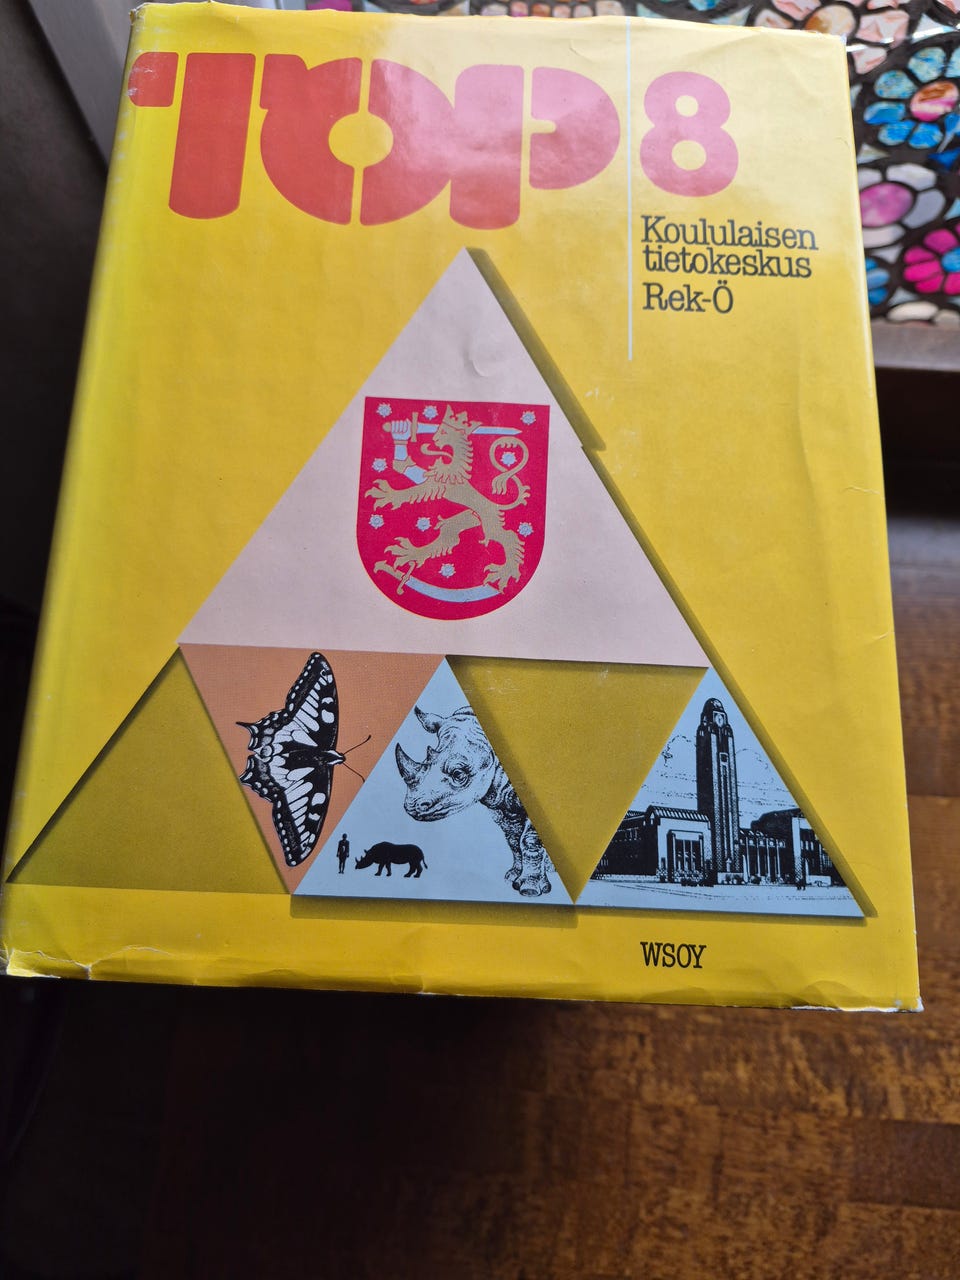 TOP 8
Koululaisen
tietokeskus
Rek-Ö
WSOY